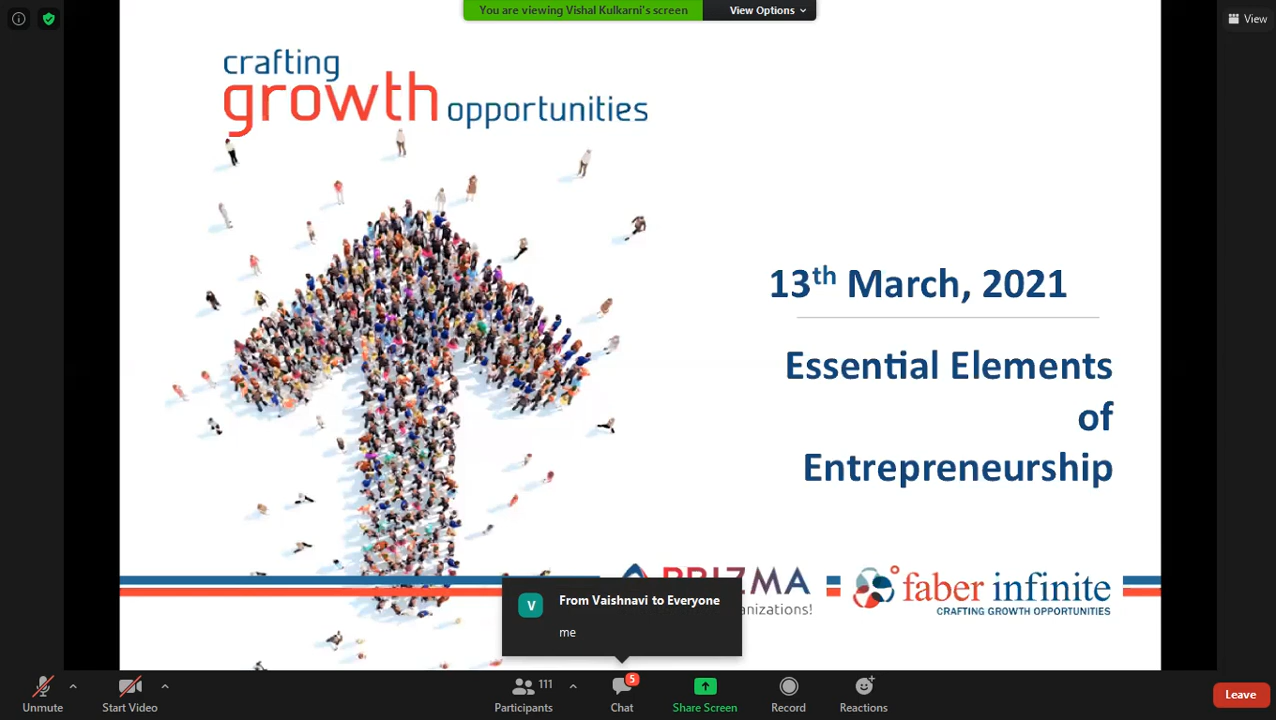 You are viewing Vishal Kulkarni's screen
View Options
View
crafting
growth opportunities
13th March, 2021
Essential Elements
of
Entrepreneurship
faber infinite
CRAFTING GROWTH OPPORTUNITIES
From Vaishnavi to Everyone
V
me
Unmute
Start Video
111
Participants
5
Chat
Share Screen
Record
Reactions
Leave